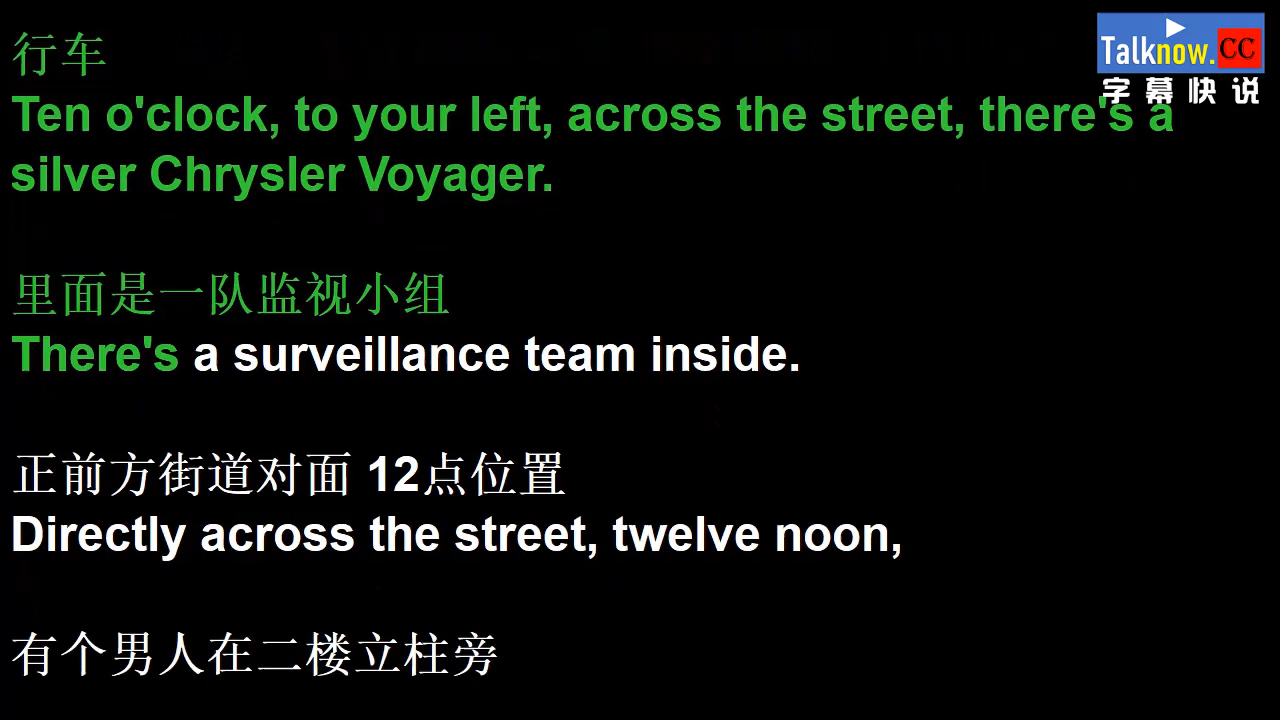 Talknow.CC
字幕快说
行车
Ten o'clock, to your left, across the street, there's a
silver Chrysler Voyager.
里面是一队监视小组
There's a surveillance team inside.
正前方街道对面 12点位置
Directly across the street, twelve noon,
有个男人在二楼立柱旁